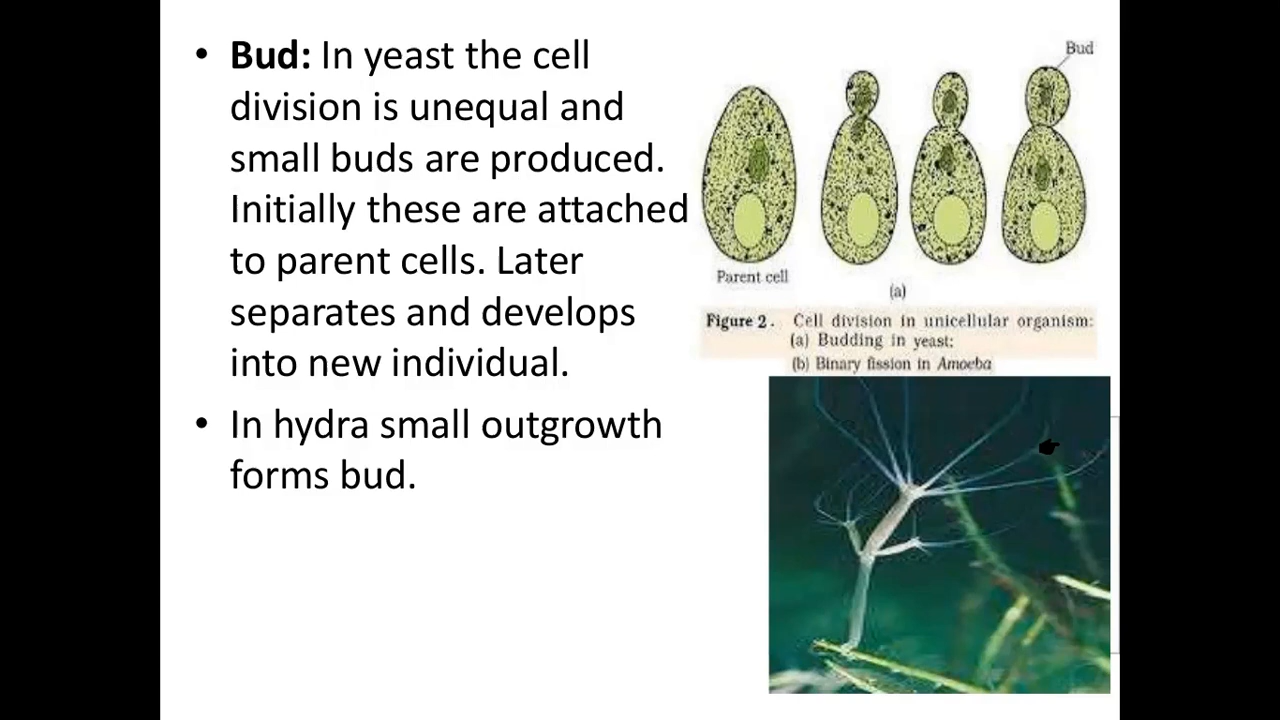 • Bud: In yeast the cell
division is unequal and
small buds are produced.
Initially these are attached
to parent cells. Later
separates and develops
into new individual.
• In hydra small outgrowth
forms bud.
Bud
Parent cell
(a)
Figure 2. Cell division in unicellular organism:
(a) Budding in yeast;
(b) Binary fission in Amoeba